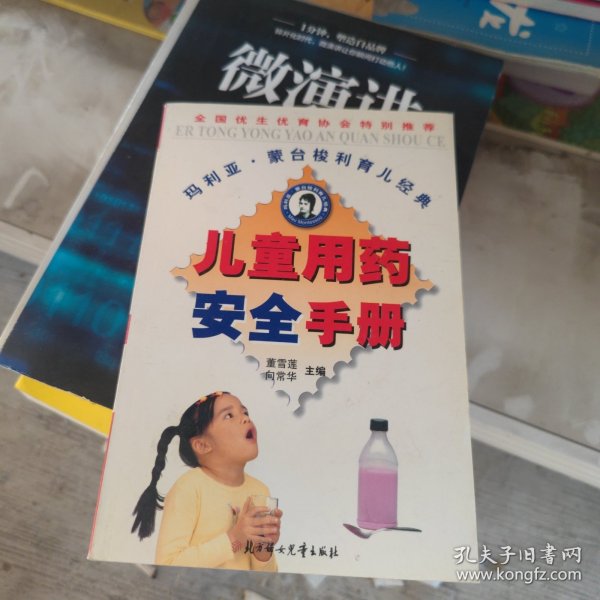 1分钟,塑造自品牌
微演讲
全国优生优育协会特别推荐
ER TONG YONG YAO AN QUAN SHOU CE
玛利亚·蒙台梭利育儿经典
儿童用药
安全手册
董雪莲
向常华
主编
北方妇女儿童出版社
孔夫子旧书网
www.kongfz.com